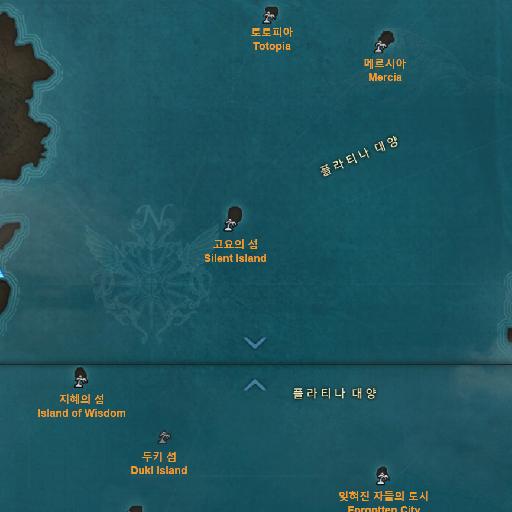 토토피아
Totopia
메르시아
Mercia
플라티나 대양
N
고요의 섬
Silent Island
플라티나 대양
지혜의 섬
Island of Wisdom
두키 섬
Duki Island
잊혀진 자들의 도시
Forgotten City